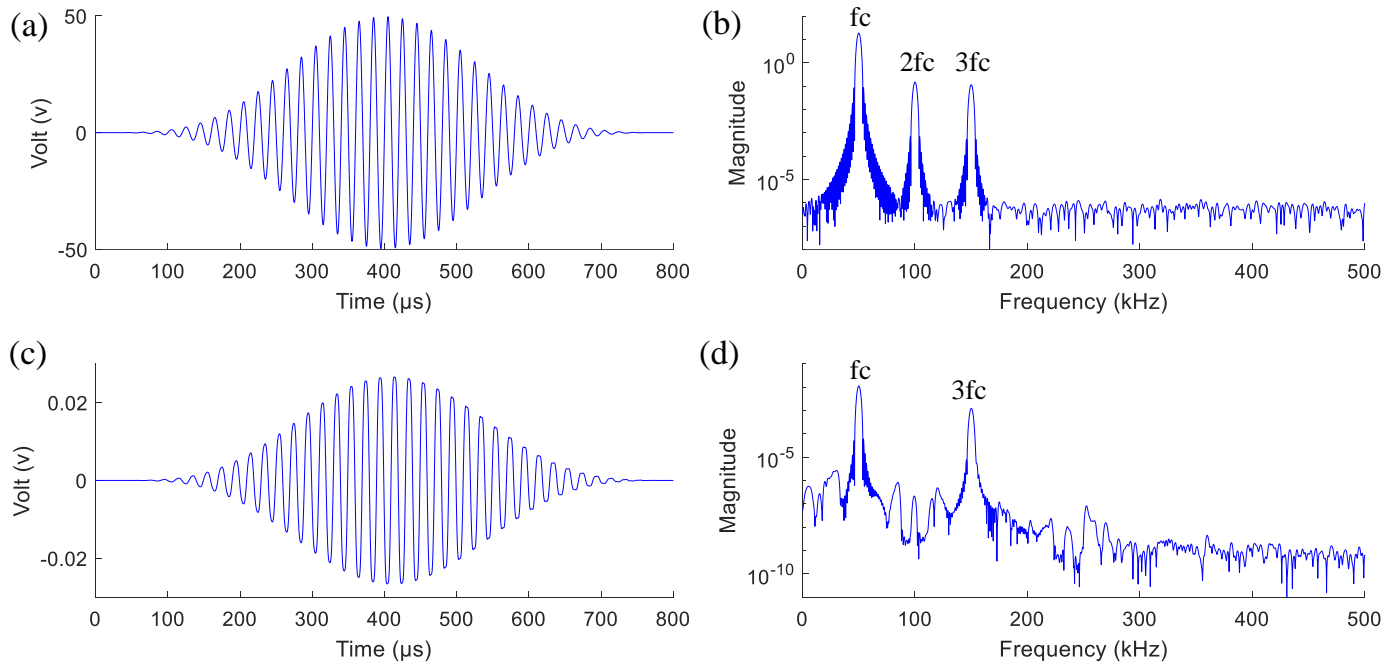 (a)
50
0
-50
Volt (v)
0 100 200 300 400 500 600 700 800
Time (µs)
(b)
fc
2fc
3fc
10^0
10^-5
Magnitude
0 100 200 300 400 500
Frequency (kHz)
(c)
0.02
0
-0.02
Volt (v)
0 100 200 300 400 500 600 700 800
Time (µs)
(d)
fc
3fc
10^-5
10^-10
Magnitude
0 100 200 300 400 500
Frequency (kHz)